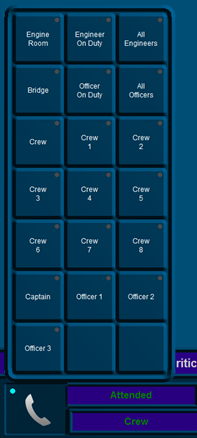 Engine
Room
Engineer
On Duty
All
Engineers
Bridge
Officer
On Duty
All
Officers
Crew
Crew
1
Crew
2
Crew
3
Crew
4
Crew
5
Crew
6
Crew
7
Crew
8
Captain
Officer 1
Officer 2
Officer 3
ritic
Attended
Crew